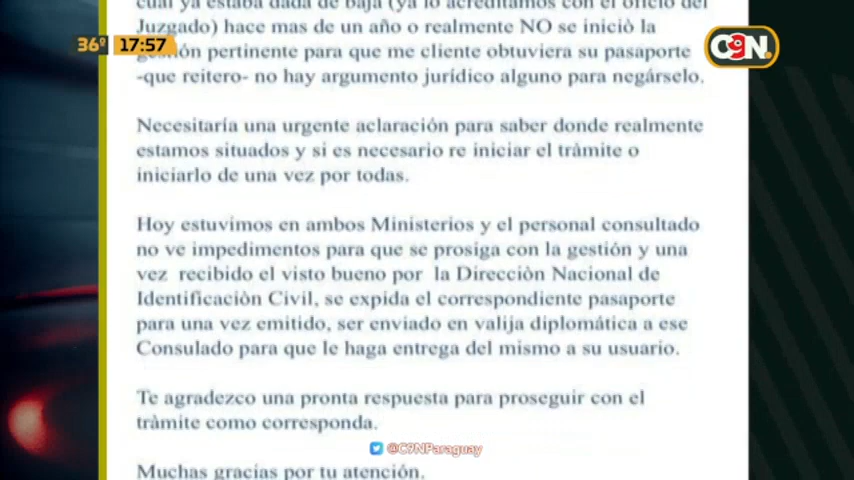 cual ya estaba dada de baja (ya lo acreditamos con el oficio del
36º 17:57 Juzgado) hace mas de un año o realmente NO se iniciò la
gestión pertinente para que me cliente obtuviera su pasaporte
-que reitero- no hay argumento jurídico alguno para negárselo.
C9N.
Necesitaría una urgente aclaración para saber donde realmente
estamos situados y si es necesario re iniciar el tràmite o
iniciarlo de una vez por todas.
Hoy estuvimos en ambos Ministerios y el personal consultado
no ve impedimentos para que se prosiga con la gestión y una
vez recibido el visto bueno por la Direcciòn Nacional de
Identificaciòn Civil, se expida el correspondiente pasaporte
para una vez emitido, ser enviado en valija diplomática a ese
Consulado para que le haga entrega del mismo a su usuario.
Te agradezco una pronta respuesta para proseguir con el
tràmite como corresponda.
@C9NParaguay
Muchas gracias por tu atención.